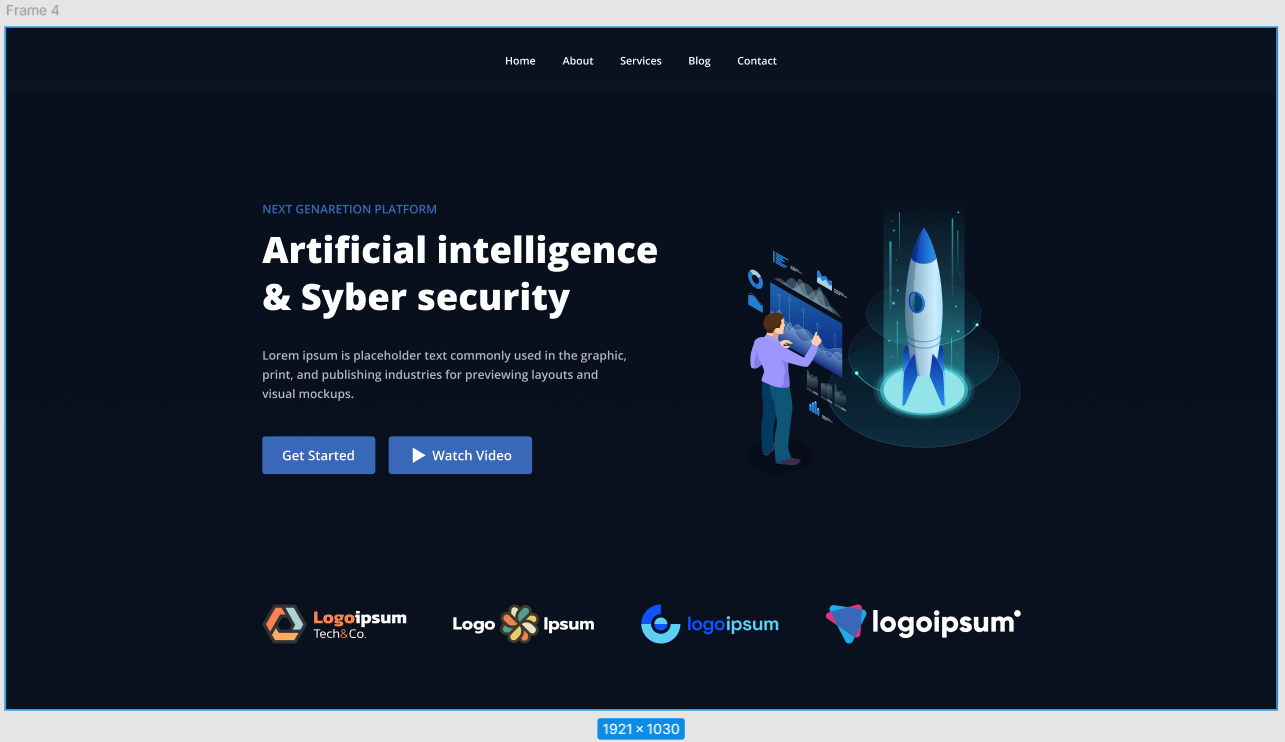 Frame 4
Home About Services Blog Contact
NEXT GENARETION PLATFORM
Artificial intelligence
& Syber security
Lorem ipsum is placeholder text commonly used in the graphic,
print, and publishing industries for previewing layouts and
visual mockups.
Get Started Watch Video
Logoipsum
Tech&Co.
Logo Ipsum
logoipsum
logoipsum
1921 × 1030